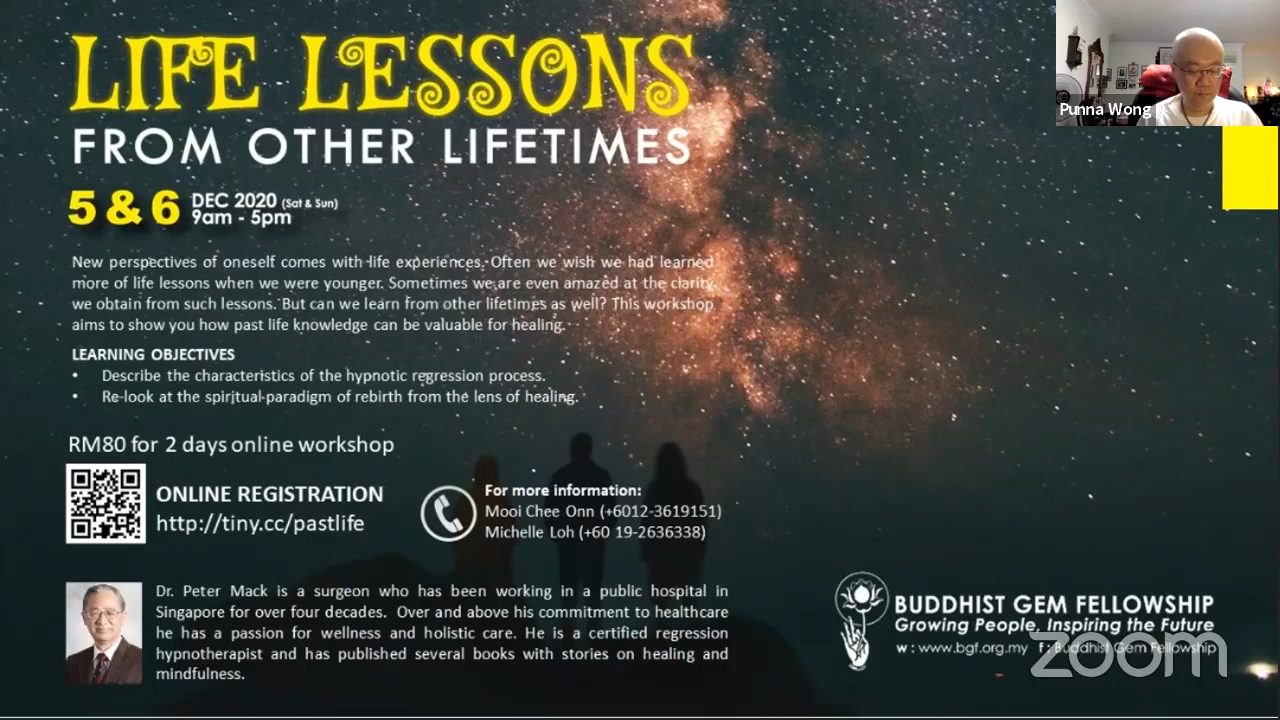 LIFE LESSONS
FROM OTHER LIFETIMES
5 & 6 DEC 2020 (Sat & Sun)
9am - 5pm
New perspectives of oneself comes with life experiences. Often we wish we had learned
more of life lessons when we were younger. Sometimes we are even amazed at the clarity
we obtain from such lessons. But can we learn from other lifetimes as well? This workshop
aims to show you how past life knowledge can be valuable for healing.
LEARNING OBJECTIVES
• Describe the characteristics of the hypnotic regression process.
• Re-look at the spiritual paradigm of rebirth from the lens of healing.
RM80 for 2 days online workshop
ONLINE REGISTRATION
http://tiny.cc/pastlife
For more information:
Mooi Chee Onn (+6012-3619151)
Michelle Loh (+60 19-2636338)
Dr. Peter Mack is a surgeon who has been working in a public hospital in
Singapore for over four decades. Over and above his commitment to healthcare
he has a passion for wellness and holistic care. He is a certified regression
hypnotherapist and has published several books with stories on healing and
mindfulness.
BUDDHIST GEM FELLOWSHIP
Growing People, Inspiring the Future
w : www.bgf.org.my f : Buddhist Gem Fellowship
zoom
Punna Wong